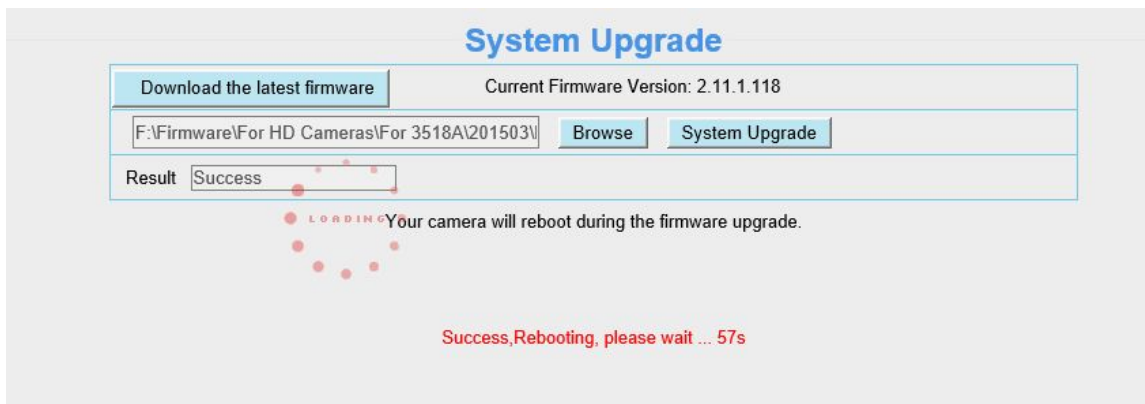 System Upgrade
Download the latest firmware Current Firmware Version: 2.11.1.118
F:\Firmware\For HD Cameras\For 3518A\201503\ Browse System Upgrade
Result Success
LOADING Your camera will reboot during the firmware upgrade.
Success,Rebooting, please wait ... 57s